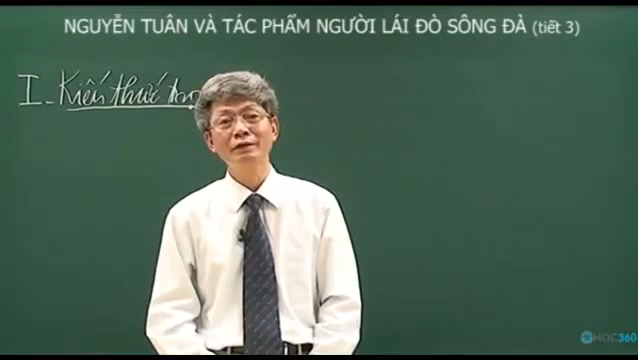 NGUYỄN TUÂN VÀ TÁC PHẨM NGƯỜI LÁI ĐÒ SÔNG ĐÀ (tiết 3)
I - Kiến thức
HOC360